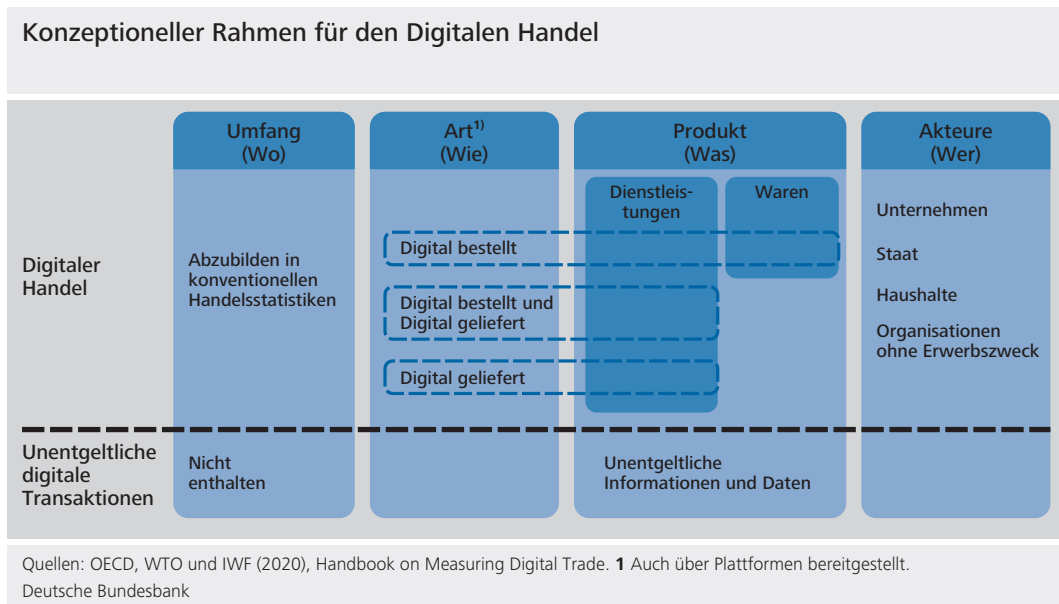 Konzeptioneller Rahmen für den Digitalen Handel
Umfang
(Wo)
Art1)
(Wie)
Produkt
(Was)
Akteure
(Wer)
Digitaler
Handel
Abzubilden in
konventionellen
Handelsstatistiken
Digital bestellt
Digital bestellt und
Digital geliefert
Digital geliefert
Dienstleis-
tungen
Waren
Unternehmen
Staat
Haushalte
Organisationen
ohne Erwerbszweck
Unentgeltliche
digitale
Transaktionen
Nicht
enthalten
Unentgeltliche
Informationen und Daten
Quellen: OECD, WTO und IWF (2020), Handbook on Measuring Digital Trade. 1 Auch über Plattformen bereitgestellt.
Deutsche Bundesbank